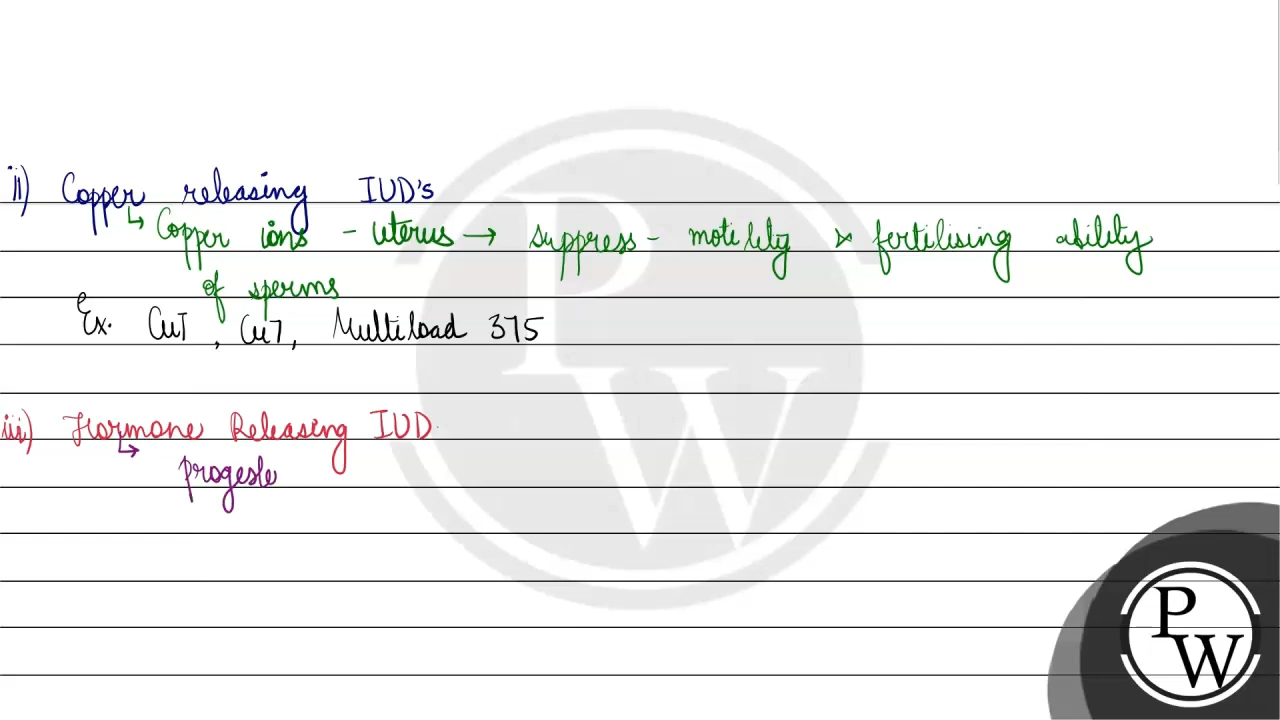 ii) Copper releasing IUD's
↳ Copper ions - uterus → suppress - motility & fertilising ability
of sperms
Ex. CuT, Cu7, Multiload 375
iii) Hormone Releasing IUD
↳ progeste
PW
PW